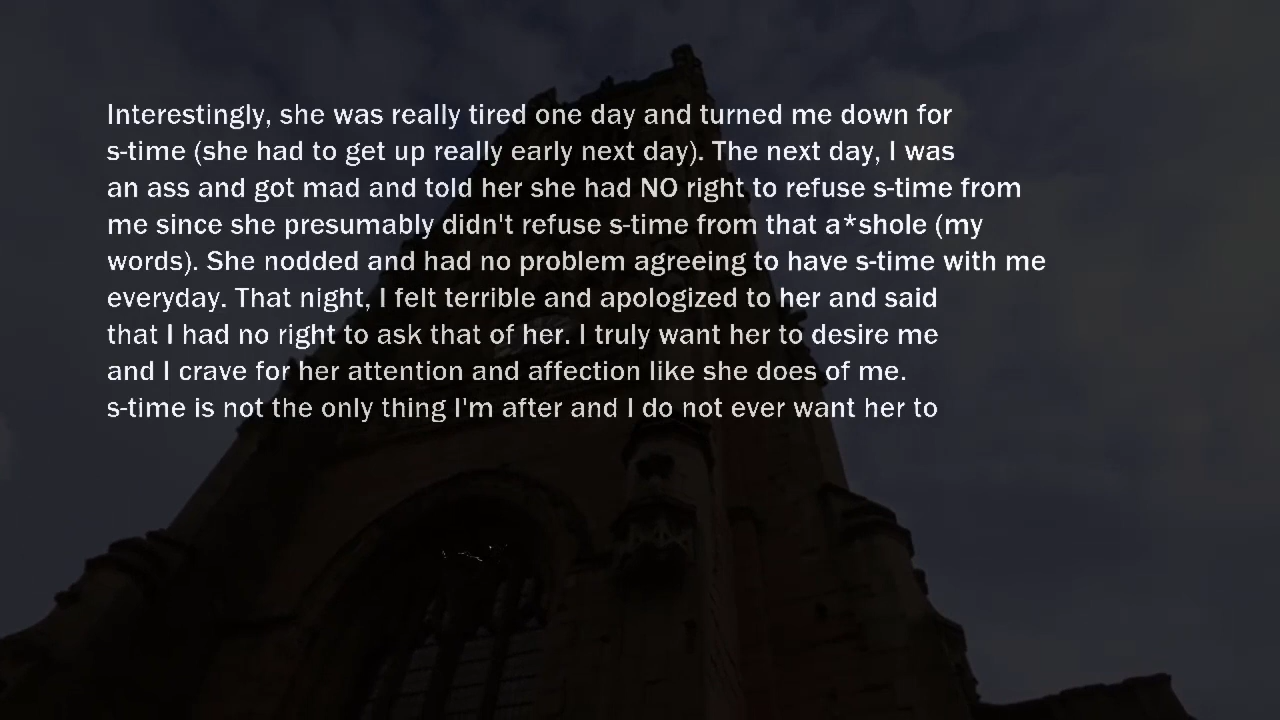 Interestingly, she was really tired one day and turned me down for
s-time (she had to get up really early next day). The next day, I was
an ass and got mad and told her she had NO right to refuse s-time from
me since she presumably didn't refuse s-time from that a*shole (my
words). She nodded and had no problem agreeing to have s-time with me
everyday. That night, I felt terrible and apologized to her and said
that I had no right to ask that of her. I truly want her to desire me
and I crave for her attention and affection like she does of me.
s-time is not the only thing I'm after and I do not ever want her to